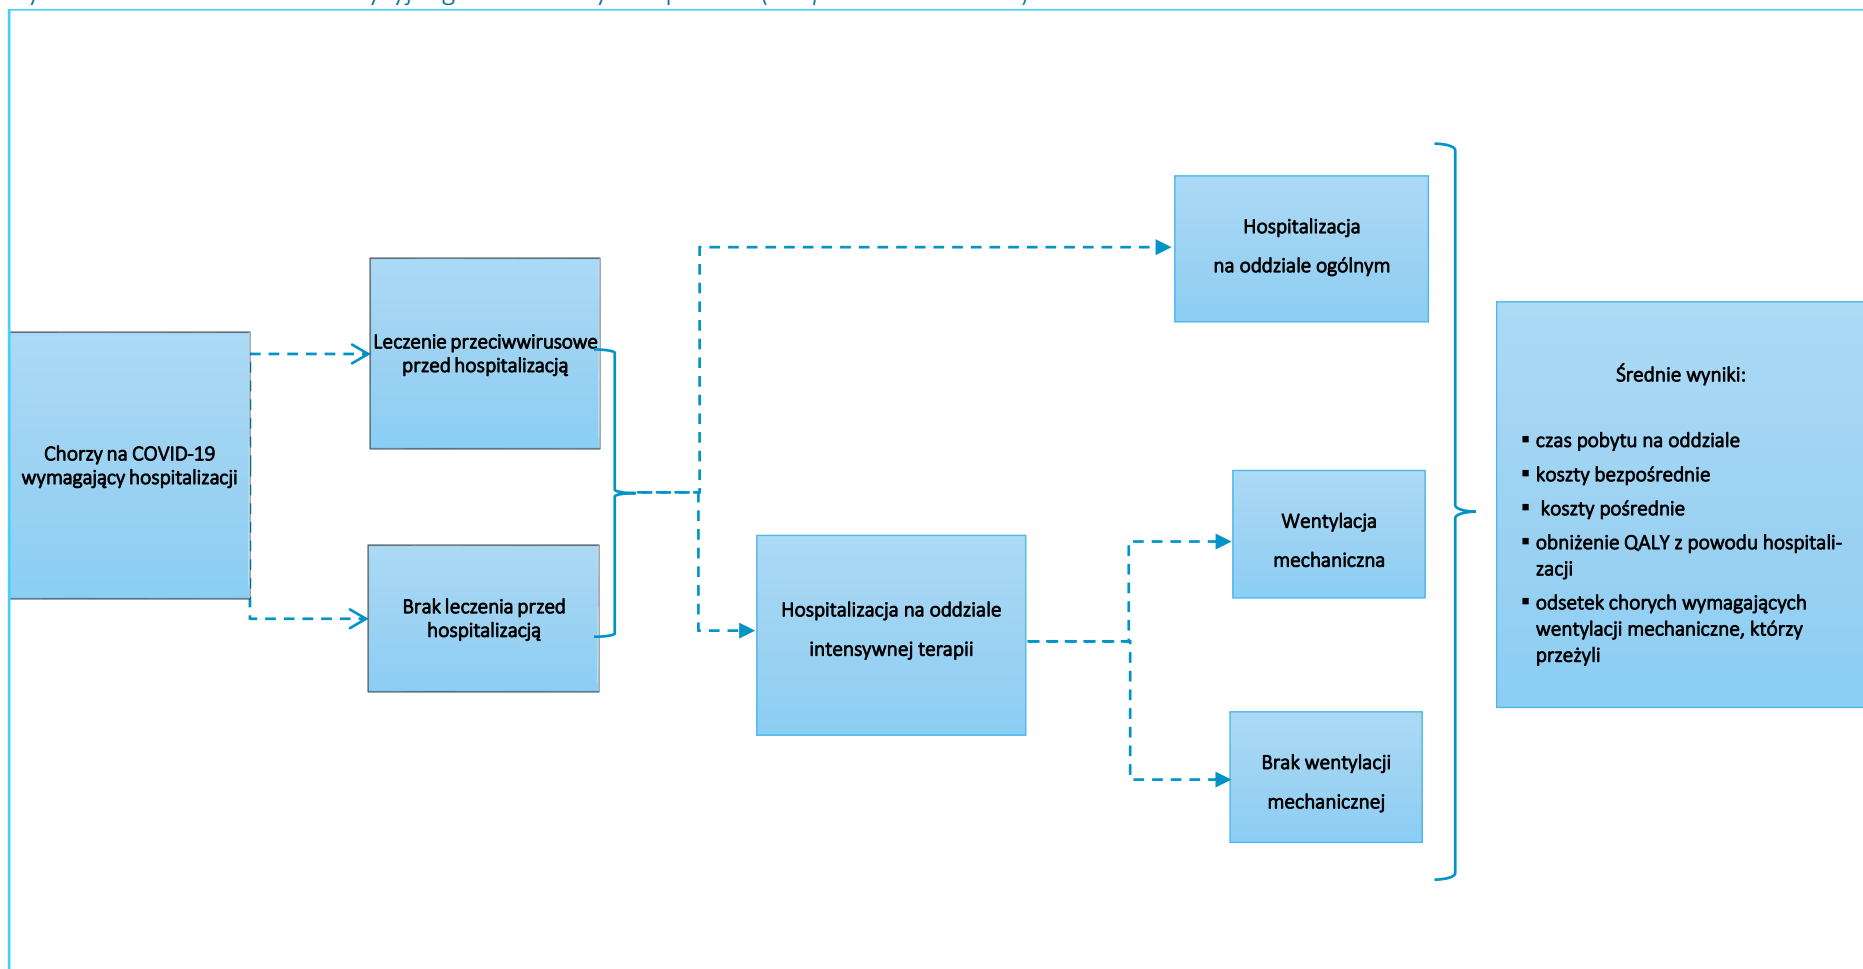 Chorzy na COVID-19
wymagający hospitalizacji
Leczenie przeciwwirusowe
przed hospitalizacją
Brak leczenia przed
hospitalizacją
Hospitalizacja
na oddziale ogólnym
Hospitalizacja na oddziale
intensywnej terapii
Wentylacja
mechaniczna
Brak wentylacji
mechanicznej
Średnie wyniki:
▪ czas pobytu na oddziale
▪ koszty bezpośrednie
▪ koszty pośrednie
▪ obniżenie QALY z powodu hospitali-
zacji
▪ odsetek chorych wymagających
wentylacji mechaniczne, którzy
przeżyli